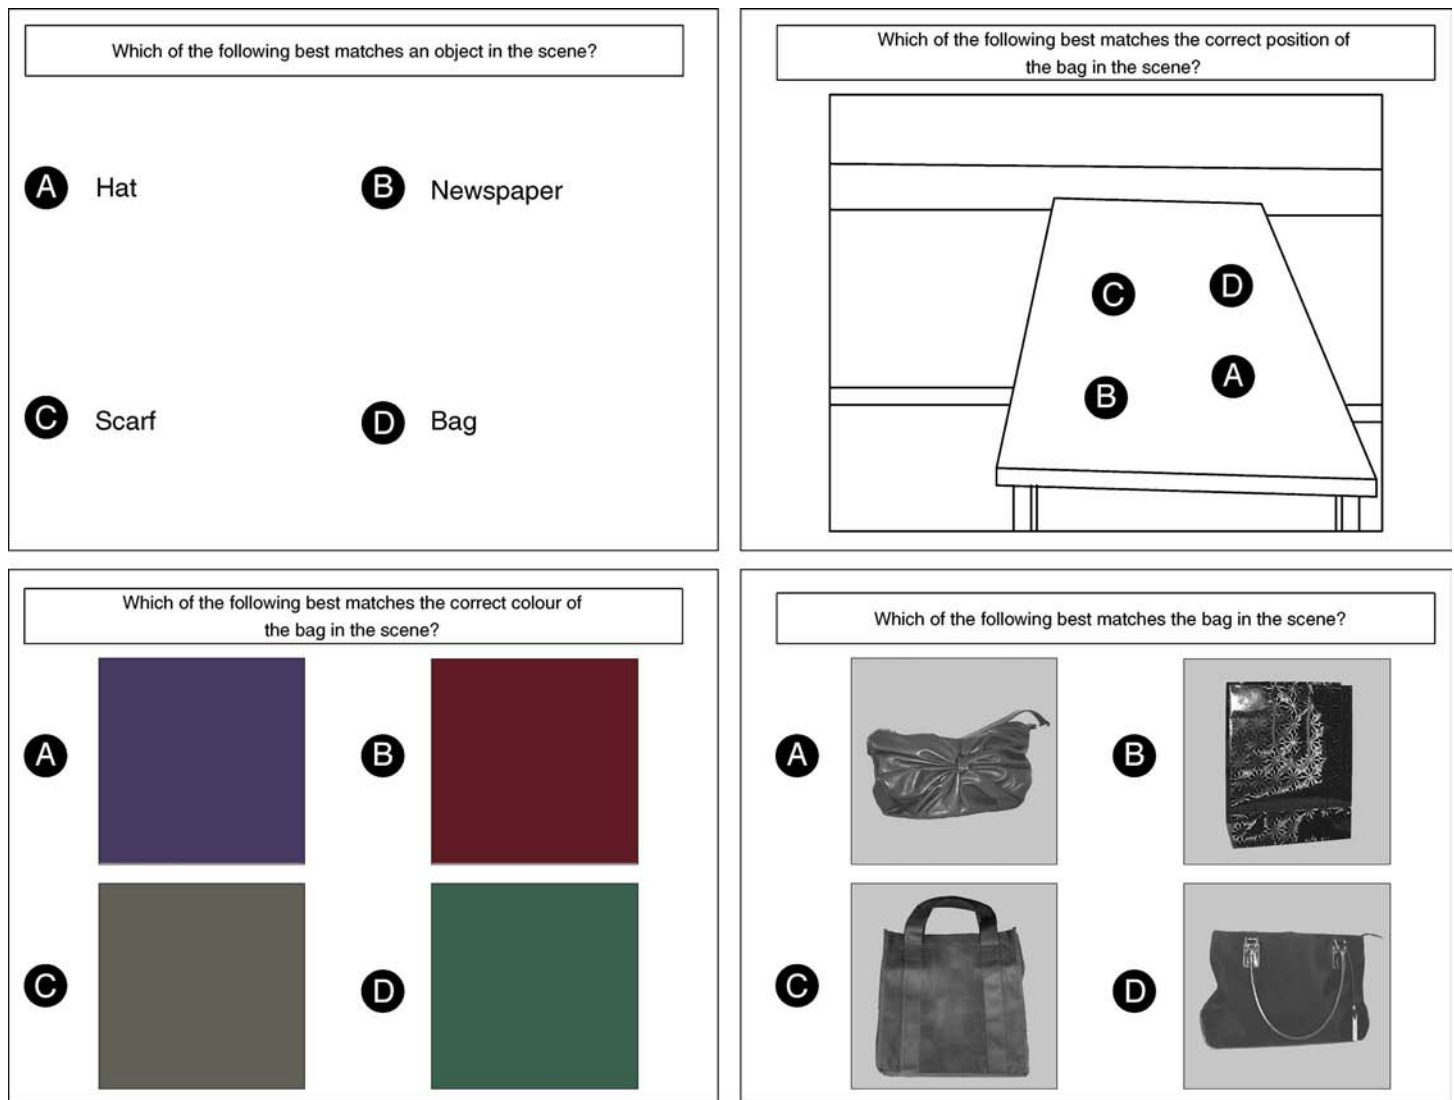 Which of the following best matches an object in the scene?
A Hat
B Newspaper
C Scarf
D Bag
Which of the following best matches the correct position of
the bag in the scene?
C
D
A
B
Which of the following best matches the correct colour of
the bag in the scene?
A
B
C
D
Which of the following best matches the bag in the scene?
A
B
C
D